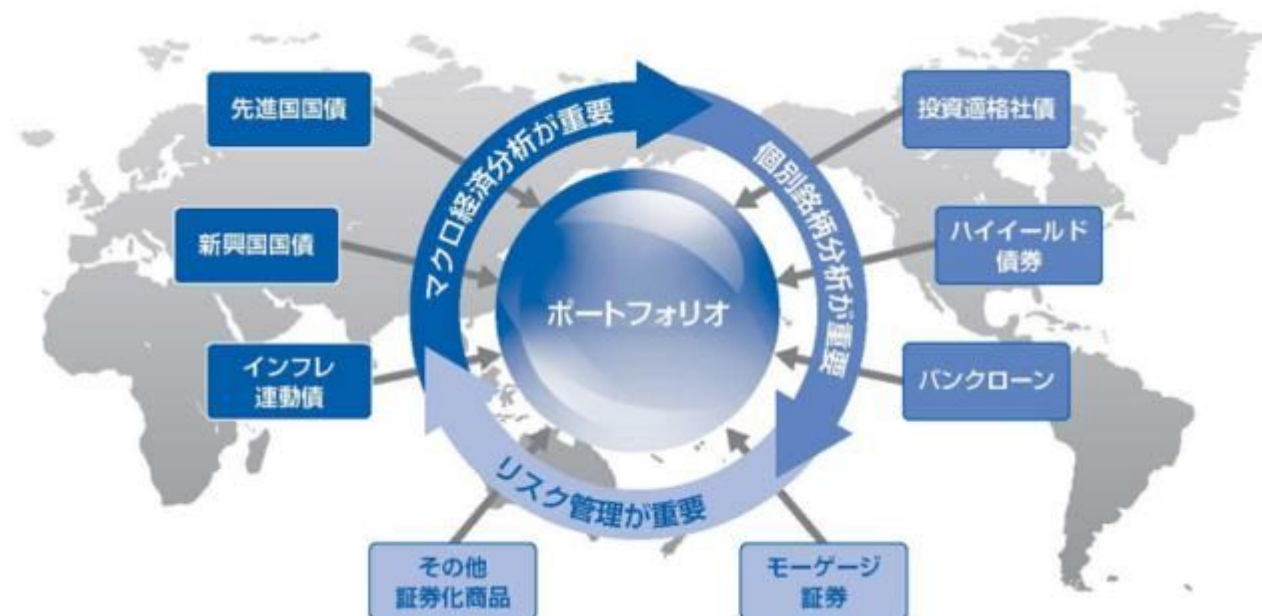 先進国国債
新興国国債
インフレ
連動債
マクロ経済分析が重要
ポートフォリオ
個別銘柄分析が重要
投資適格社債
ハイイールド
債券
バンクローン
リスク管理が重要
その他
証券化商品
モーゲージ
証券